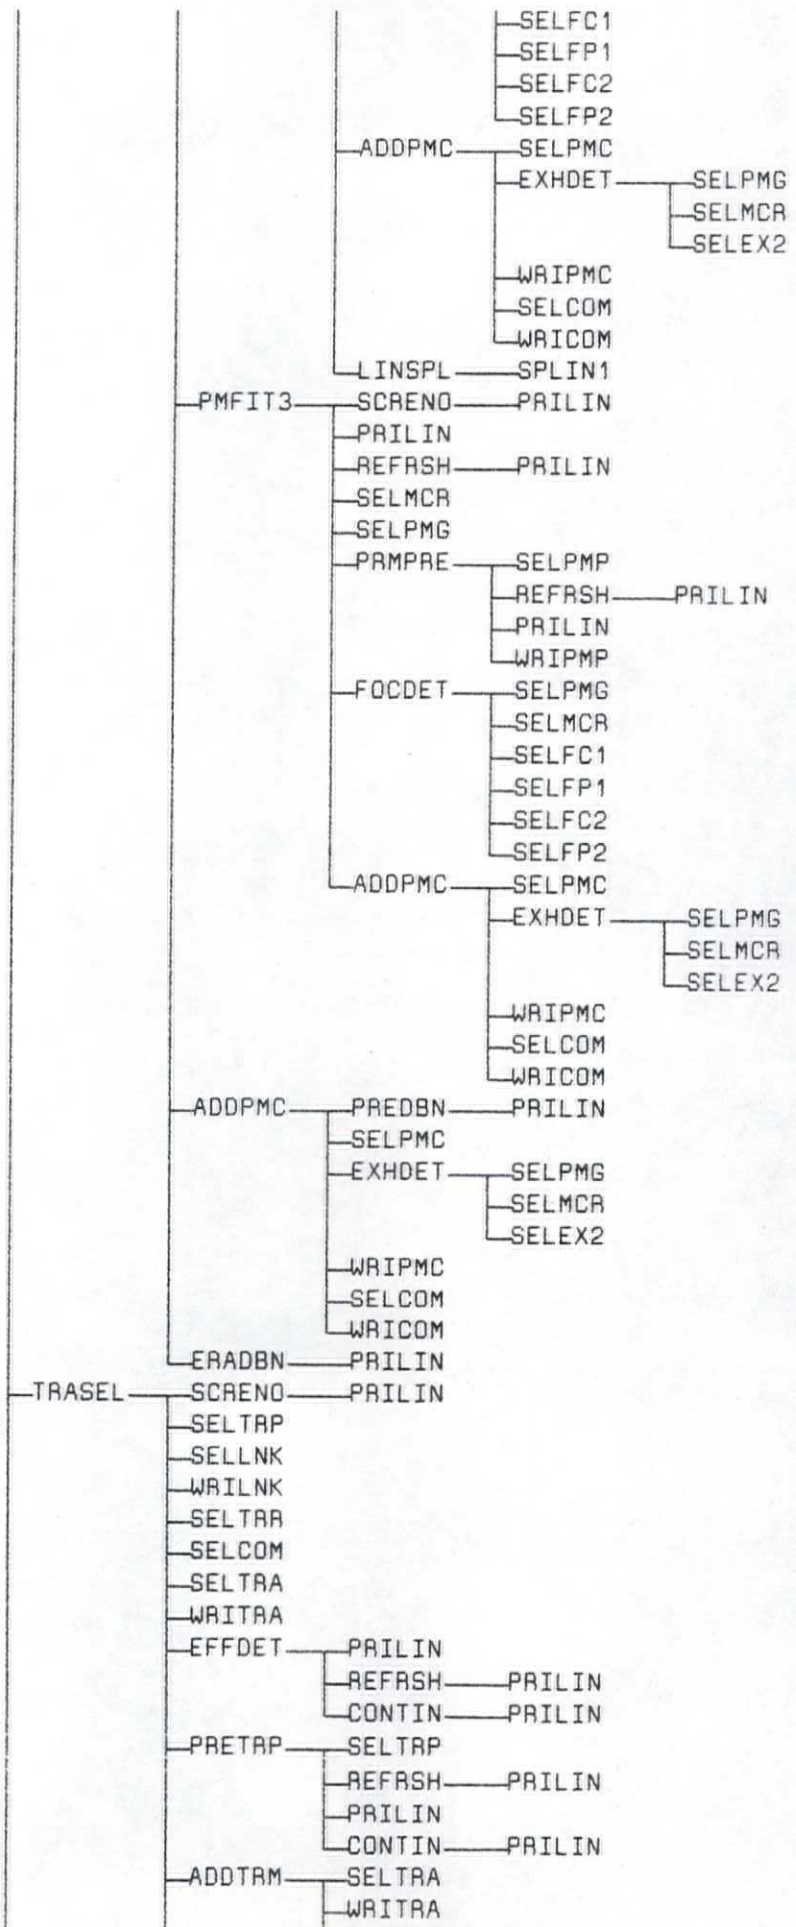 SELFC1
SELFP1
SELFC2
SELFP2
ADDPMC SELPMC
EXHDET SELPMG
SELMCR
SELEX2
WRIPMC
SELCOM
WRICOM
LINSPL SPLIN1
PMFIT3 SCRENO PRILIN
PRILIN
REFRSH PRILIN
SELMCR
SELPMG
PRMPRE SELPMP
REFRSH PRILIN
PRILIN
WRIPMP
FOCDET SELPMG
SELMCR
SELFC1
SELFP1
SELFC2
SELFP2
ADDPMC SELPMC
EXHDET SELPMG
SELMCR
SELEX2
WRIPMC
SELCOM
WRICOM
ADDPMC PREDBN PRILIN
SELPMC
EXHDET SELPMG
SELMCR
SELEX2
WRIPMC
SELCOM
WRICOM
ERADBN PRILIN
TRASEL SCRENO PRILIN
SELTRP
SELLNK
WRILNK
SELTRR
SELCOM
SELTRA
WRITRA
EFFDET PRILIN
REFRSH PRILIN
CONTIN PRILIN
PRETRP SELTRP
REFRSH PRILIN
PRILIN
CONTIN PRILIN
ADDTRM SELTRA
WRITRA